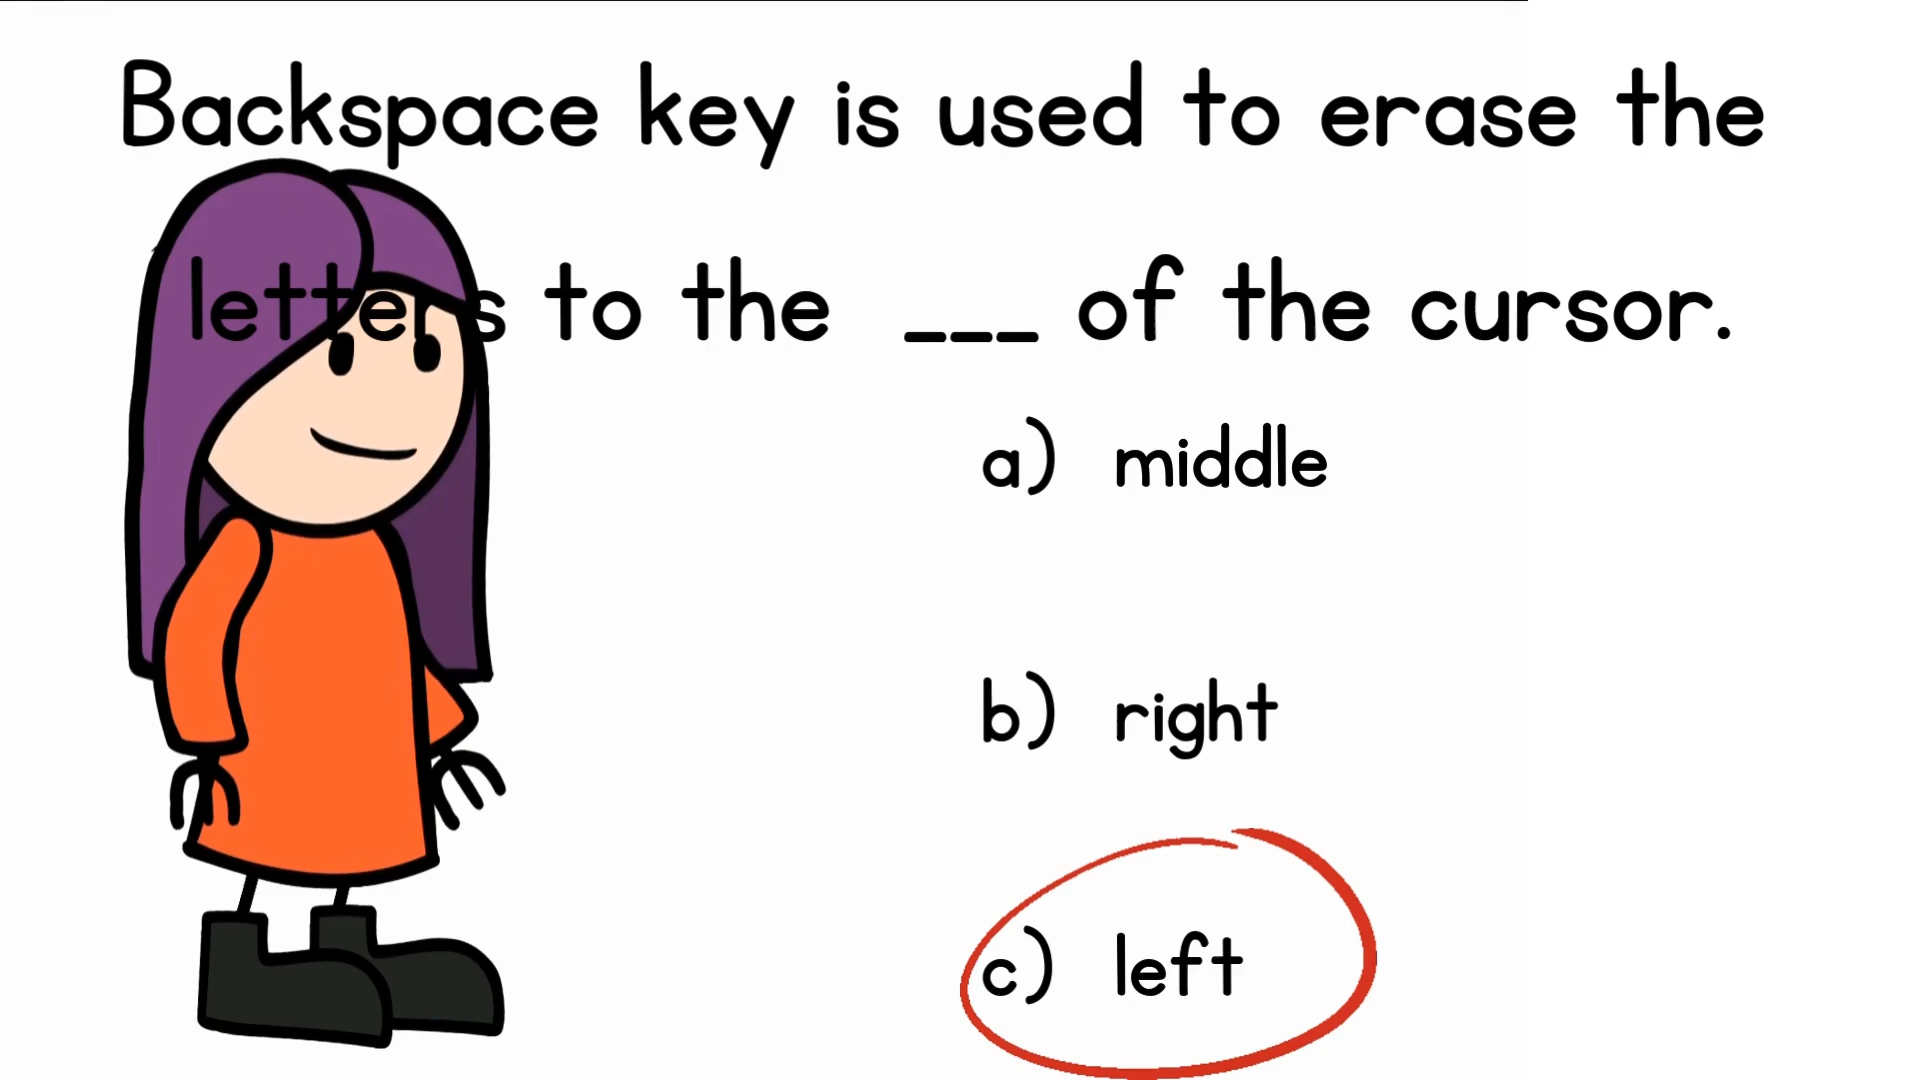 Backspace key is used to erase the
letters to the ___ of the cursor.
a) middle
b) right
c) left